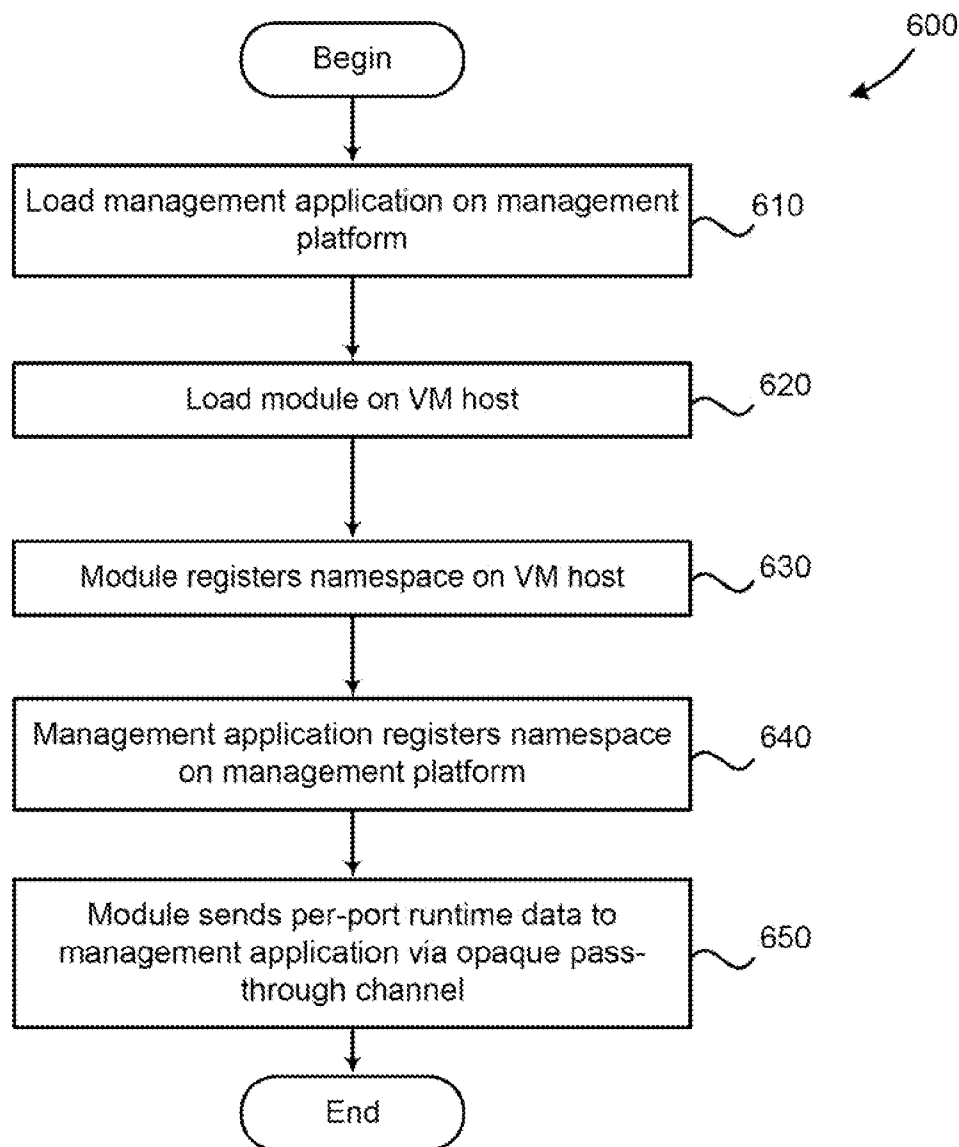 600
Begin
Load management application on management
platform
610
Load module on VM host
620
Module registers namespace on VM host
630
Management application registers namespace
on management platform
640
Module sends per-port runtime data to
management application via opaque pass-
through channel
650
End